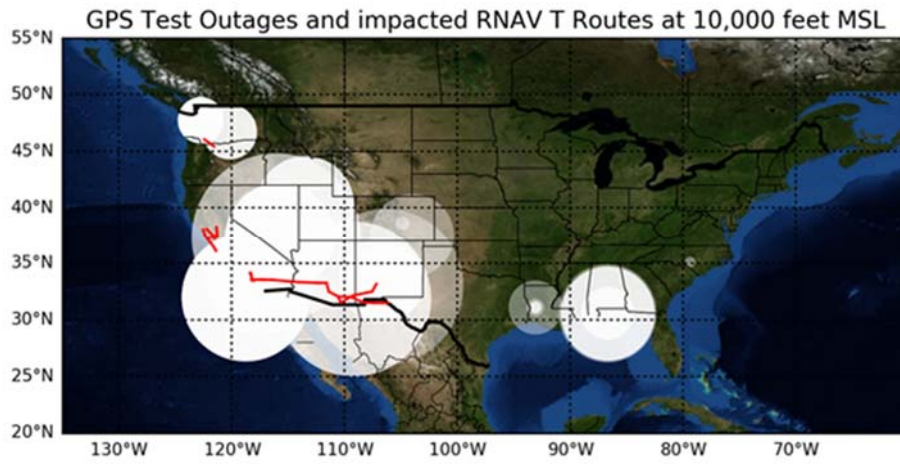 GPS Test Outages and impacted RNAV T Routes at 10,000 feet MSL
55°N
50°N
45°N
40°N
35°N
30°N
25°N
20°N
130°W 120°W 110°W 100°W 90°W 80°W 70°W